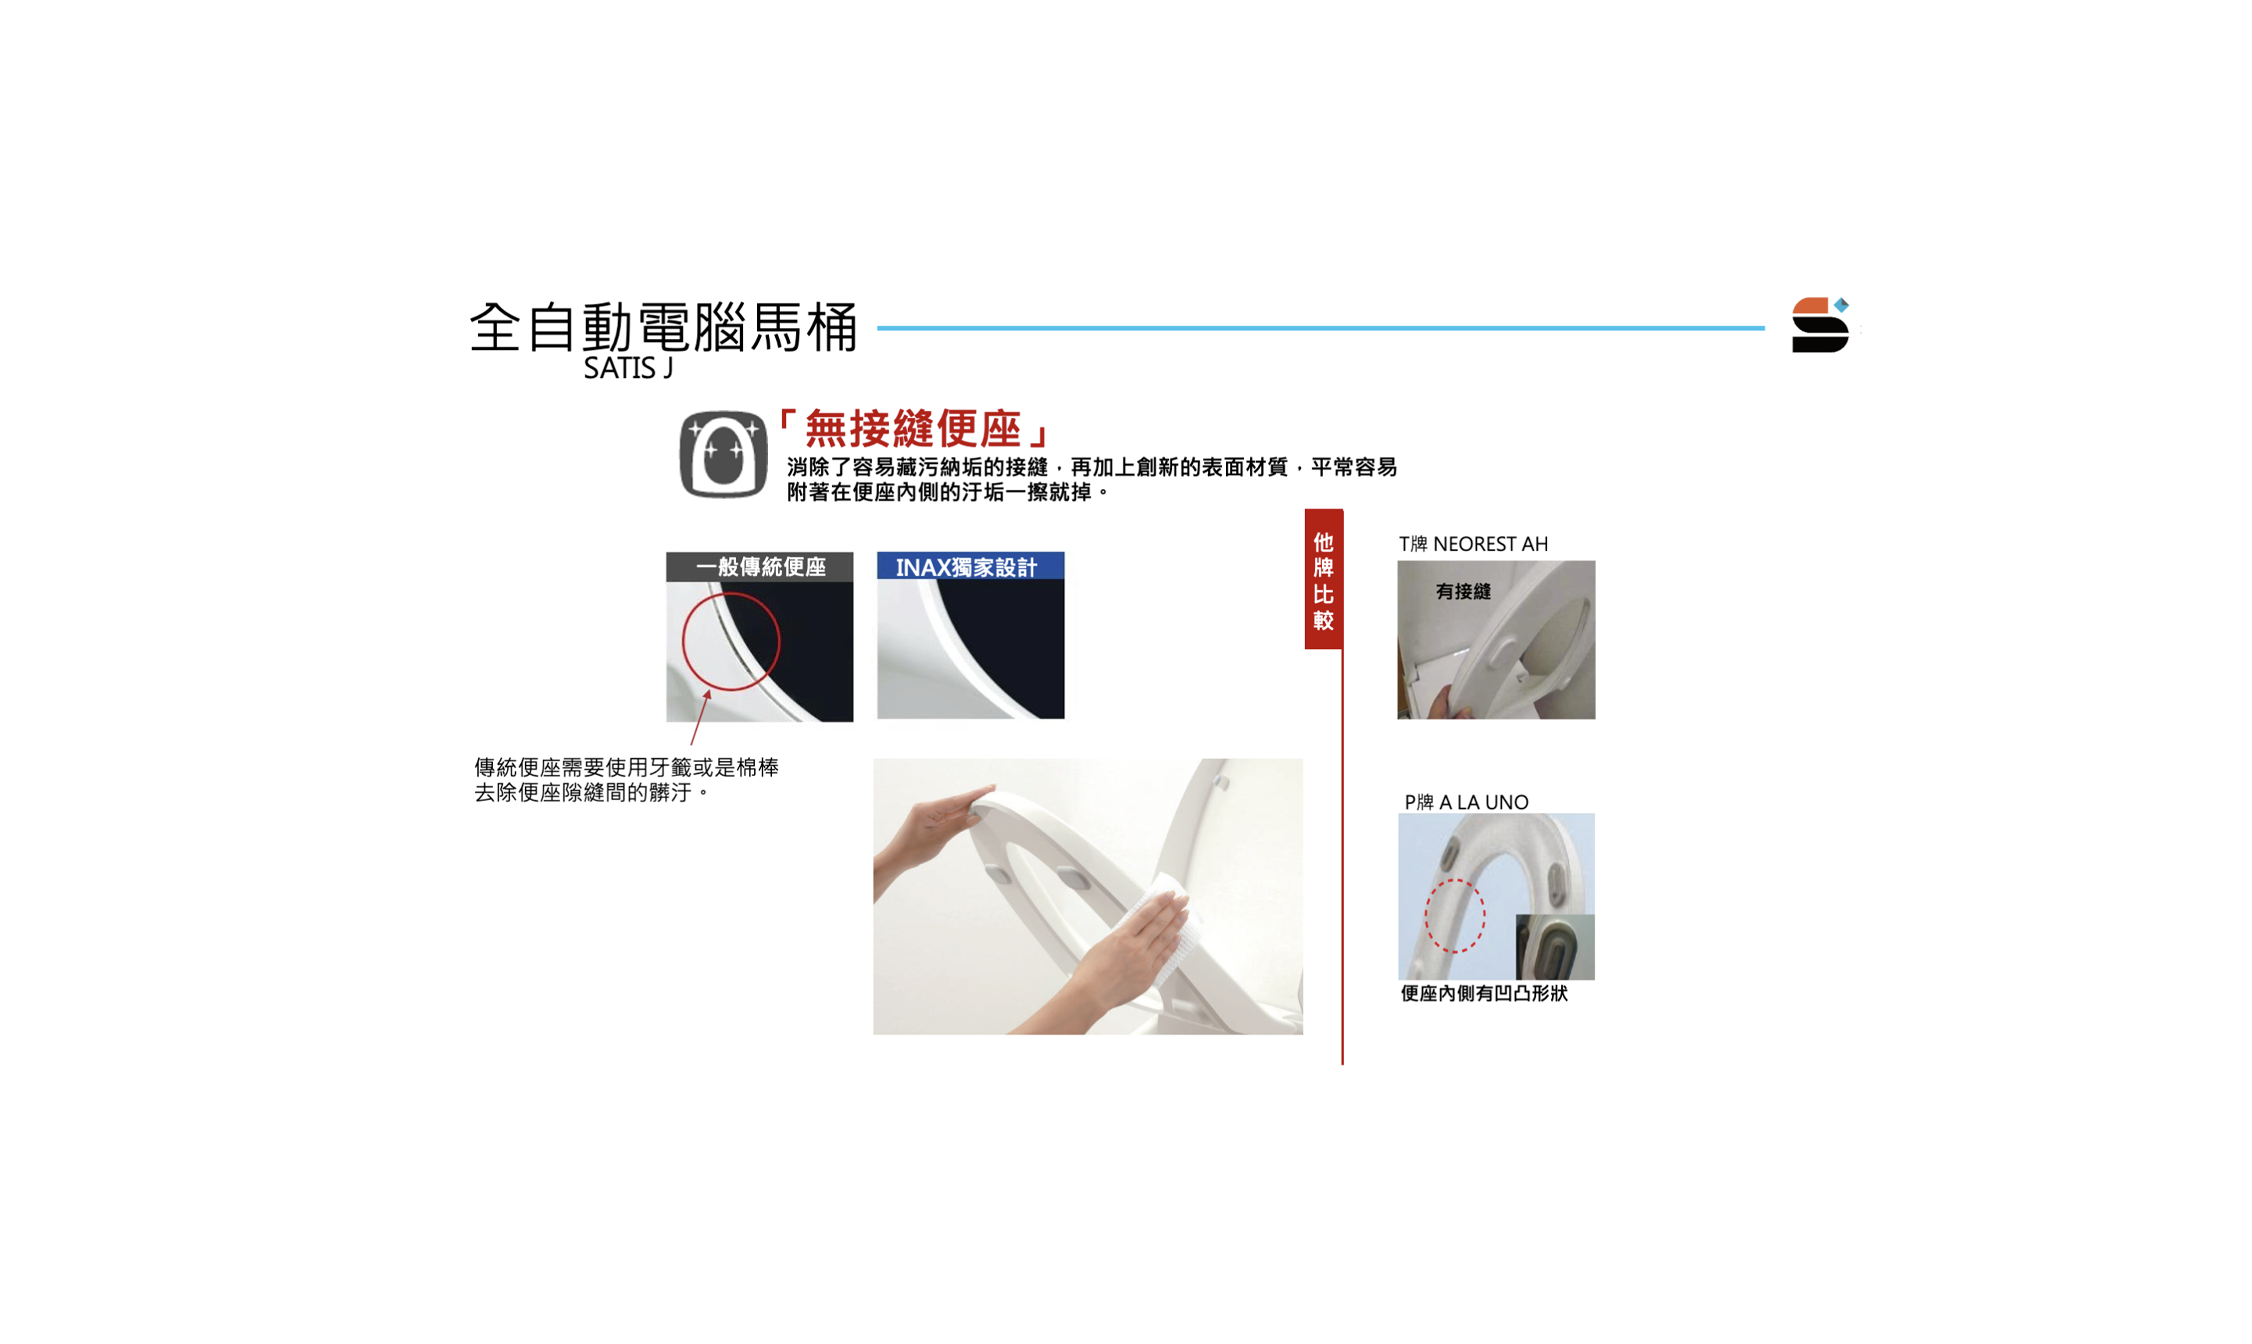 全自動電腦馬桶
SATIS J
「無接縫便座」
消除了容易藏污納垢的接縫，再加上創新的表面材質，平常容易
附著在便座內側的汙垢一擦就掉。
一般傳統便座
INAX獨家設計
傳統便座需要使用牙籤或是棉棒
去除便座隙縫間的髒汙。
他牌比較
T牌 NEOREST AH
有接縫
P牌 A LA UNO
便座內側有凹凸形狀